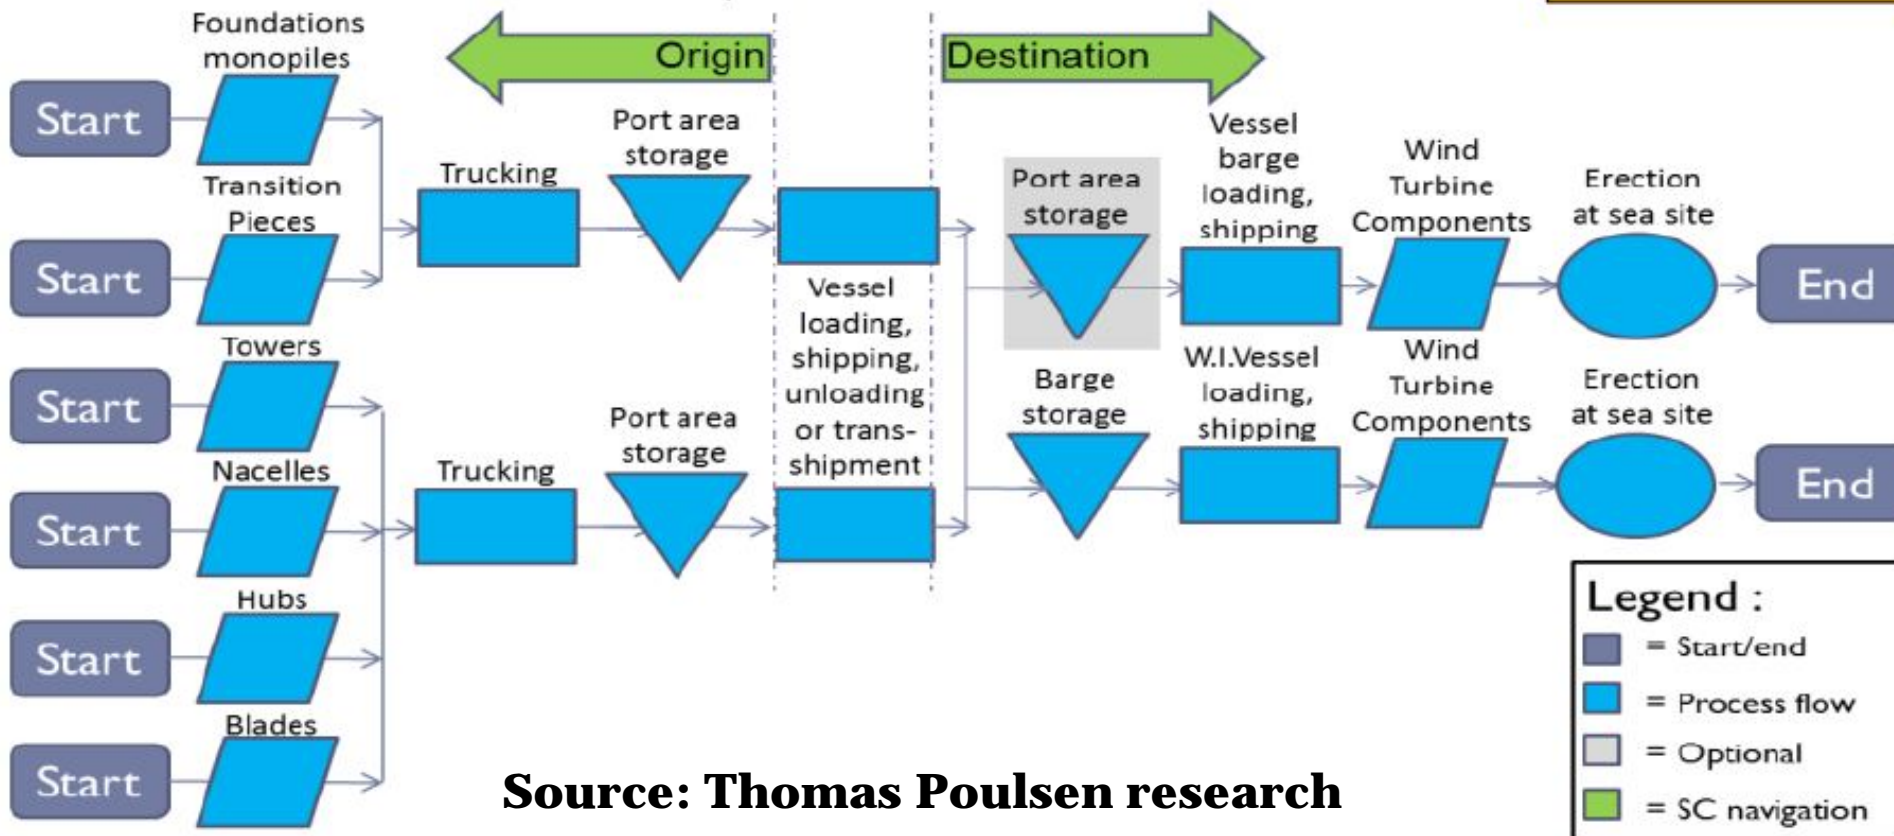 Foundations
monopiles
Start
Transition
Pieces
Start
Towers
Start
Nacelles
Start
Hubs
Start
Blades
Start
Origin
Destination
Trucking
Port area
storage
Trucking
Port area
storage
Vessel
loading,
shipping,
unloading
or trans-
shipment
Port area
storage
Vessel
barge
loading,
shipping
Wind
Turbine
Components
Erection
at sea site
End
Barge
storage
W.I.Vessel
loading,
shipping
Wind
Turbine
Components
Erection
at sea site
End
Legend :
= Start/end
= Process flow
= Optional
= SC navigation
Source: Thomas Poulsen research